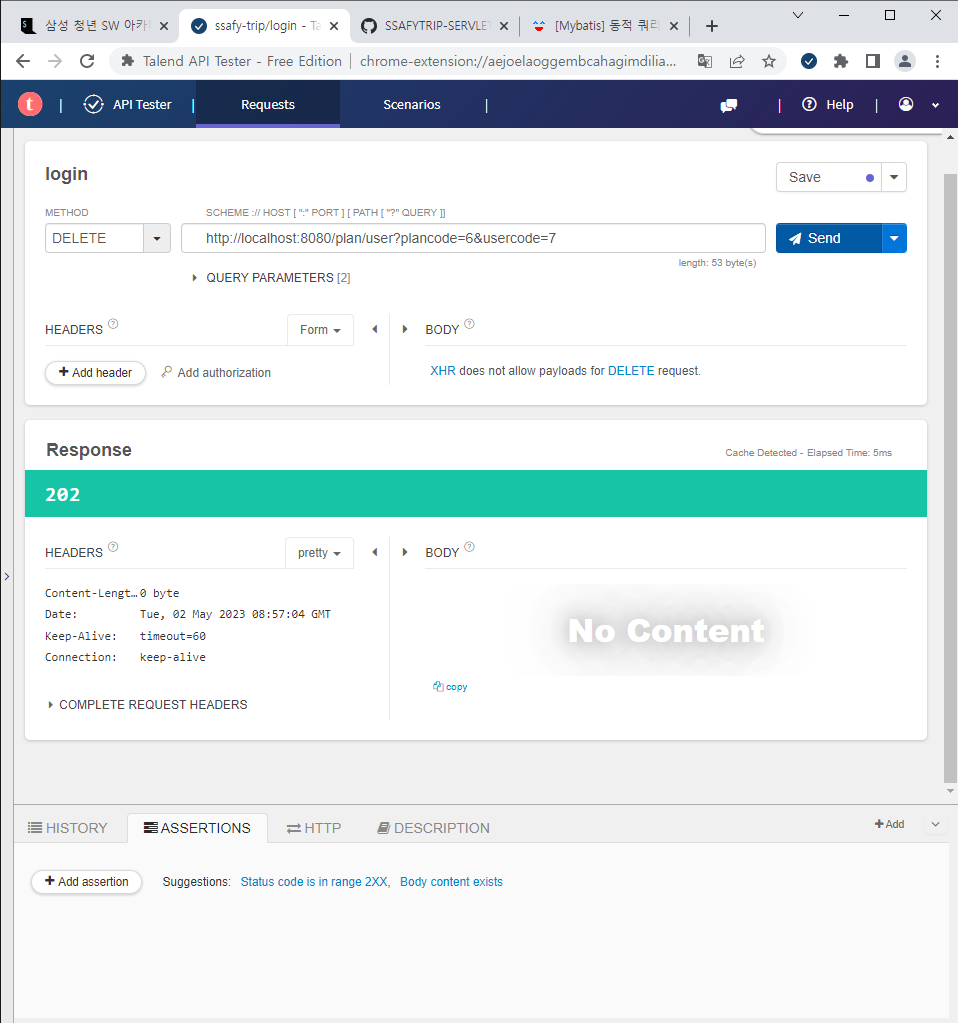 삼성 청년 SW 아카
ssafy-trip/login - Ta
SSAFYTRIP-SERVLET
[Mybatis] 동적 쿼리
Talend API Tester - Free Edition | chrome-extension://aejoelaoggembcahagimdilia...
t | API Tester | Requests Scenarios | | Help |
login
Save
METHOD
SCHEME :// HOST [ ":" PORT ] [ PATH [ "?" QUERY ]]
DELETE
http://localhost:8080/plan/user?plancode=6&usercode=7
Send
length: 53 byte(s)
QUERY PARAMETERS [2]
HEADERS ?
Form
BODY ?
+ Add header
Add authorization
XHR does not allow payloads for DELETE request.
Response
Cache Detected - Elapsed Time: 5ms
202
HEADERS ?
pretty
BODY ?
Content-Lengt… 0 byte
Date: Tue, 02 May 2023 08:57:04 GMT
Keep-Alive: timeout=60
Connection: keep-alive
No Content
copy
COMPLETE REQUEST HEADERS
HISTORY
ASSERTIONS
HTTP
DESCRIPTION
+ Add
+ Add assertion
Suggestions: Status code is in range 2XX, Body content exists